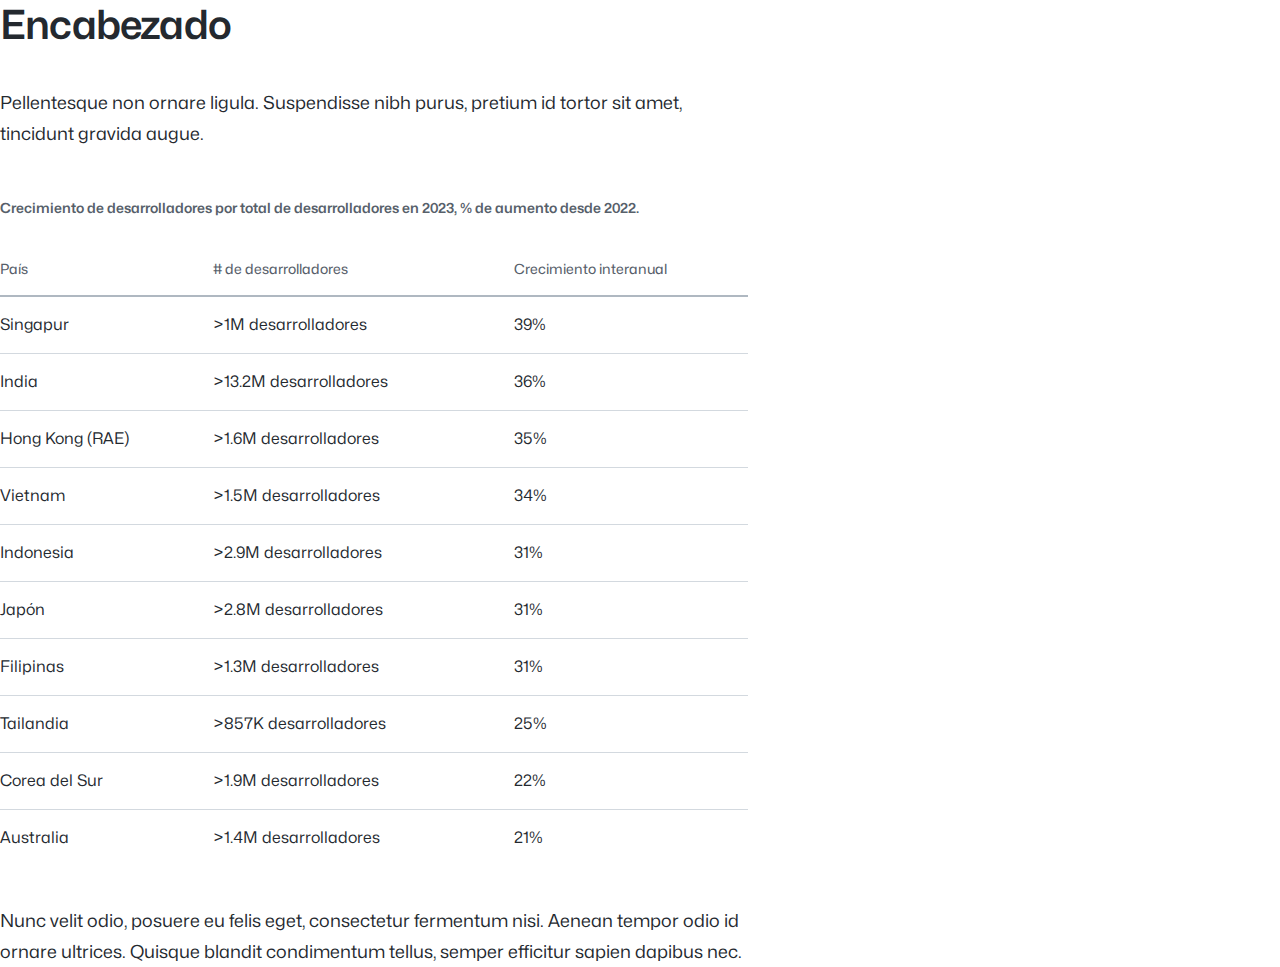 Encabezado
Pellentesque non ornare ligula. Suspendisse nibh purus, pretium id tortor sit amet,
tincidunt gravida augue.
Crecimiento de desarrolladores por total de desarrolladores en 2023, % de aumento desde 2022.
País # de desarrolladores Crecimiento interanual
Singapur >1M desarrolladores 39%
India >13.2M desarrolladores 36%
Hong Kong (RAE) >1.6M desarrolladores 35%
Vietnam >1.5M desarrolladores 34%
Indonesia >2.9M desarrolladores 31%
Japón >2.8M desarrolladores 31%
Filipinas >1.3M desarrolladores 31%
Tailandia >857K desarrolladores 25%
Corea del Sur >1.9M desarrolladores 22%
Australia >1.4M desarrolladores 21%
Nunc velit odio, posuere eu felis eget, consectetur fermentum nisi. Aenean tempor odio id
ornare ultrices. Quisque blandit condimentum tellus, semper efficitur sapien dapibus nec.